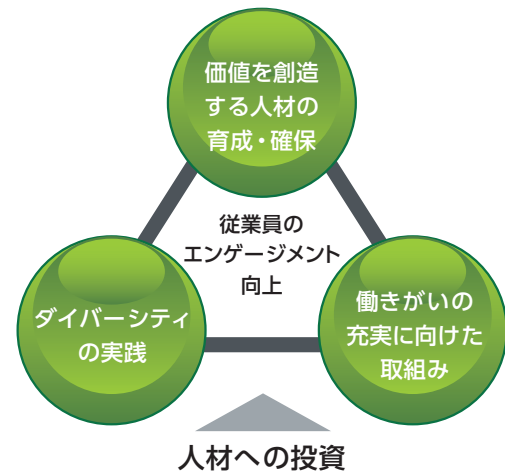 価値を創造
する人材の
育成・確保
従業員の
エンゲージメント
向上
ダイバーシティ
の実践
働きがいの
充実に向けた
取組み
人材への投資